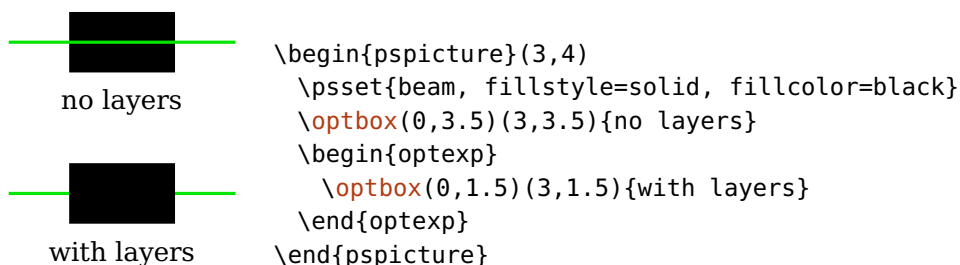 no layers
with layers
\begin{pspicture}(3,4)
  \psset{beam, fillstyle=solid, fillcolor=black}
  \optbox(0,3.5)(3,3.5){no layers}
  \begin{optexp}
    \optbox(0,1.5)(3,1.5){with layers}
  \end{optexp}
\end{pspicture}